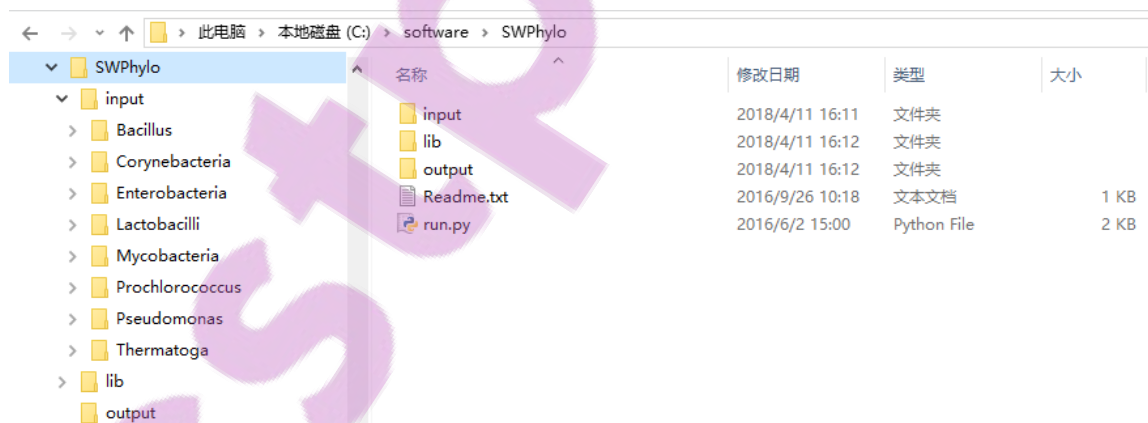 此电脑 本地磁盘 (C:) software SWPhylo
SWPhylo
input
Bacillus
Corynebacteria
Enterobacteria
Lactobacilli
Mycobacteria
Prochlorococcus
Pseudomonas
Thermatoga
lib
output
名称 修改日期 类型 大小
input 2018/4/11 16:11 文件夹
lib 2018/4/11 16:12 文件夹
output 2018/4/11 16:12 文件夹
Readme.txt 2016/9/26 10:18 文本文档 1 KB
run.py 2016/6/2 15:00 Python File 2 KB